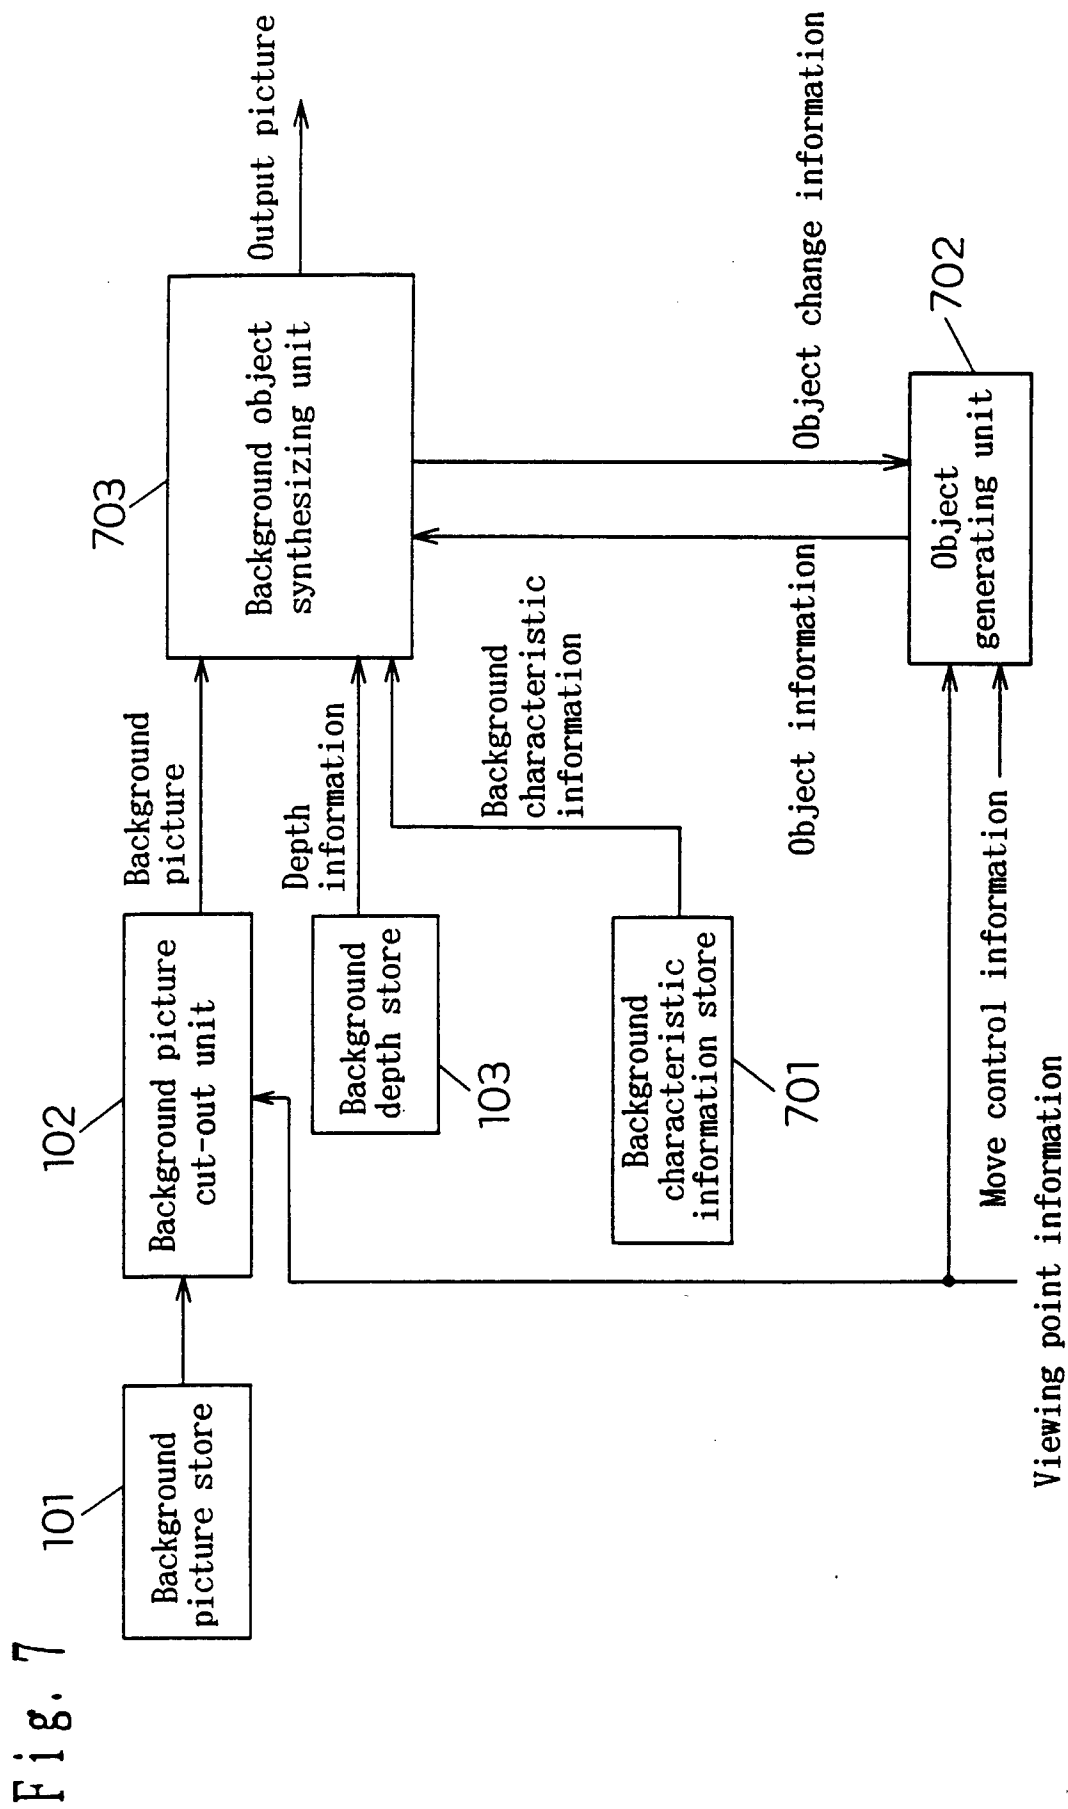 Fig. 7
101
Background
picture store
102
Background picture
cut-out unit
Background
picture
703
Background object
synthesizing unit
Output picture
Background
depth store
103
Depth
information
Background
characteristic
information store
701
Background
characteristic
information
Object information
Object change information
Object
generating unit
702
Move control information
Viewing point information